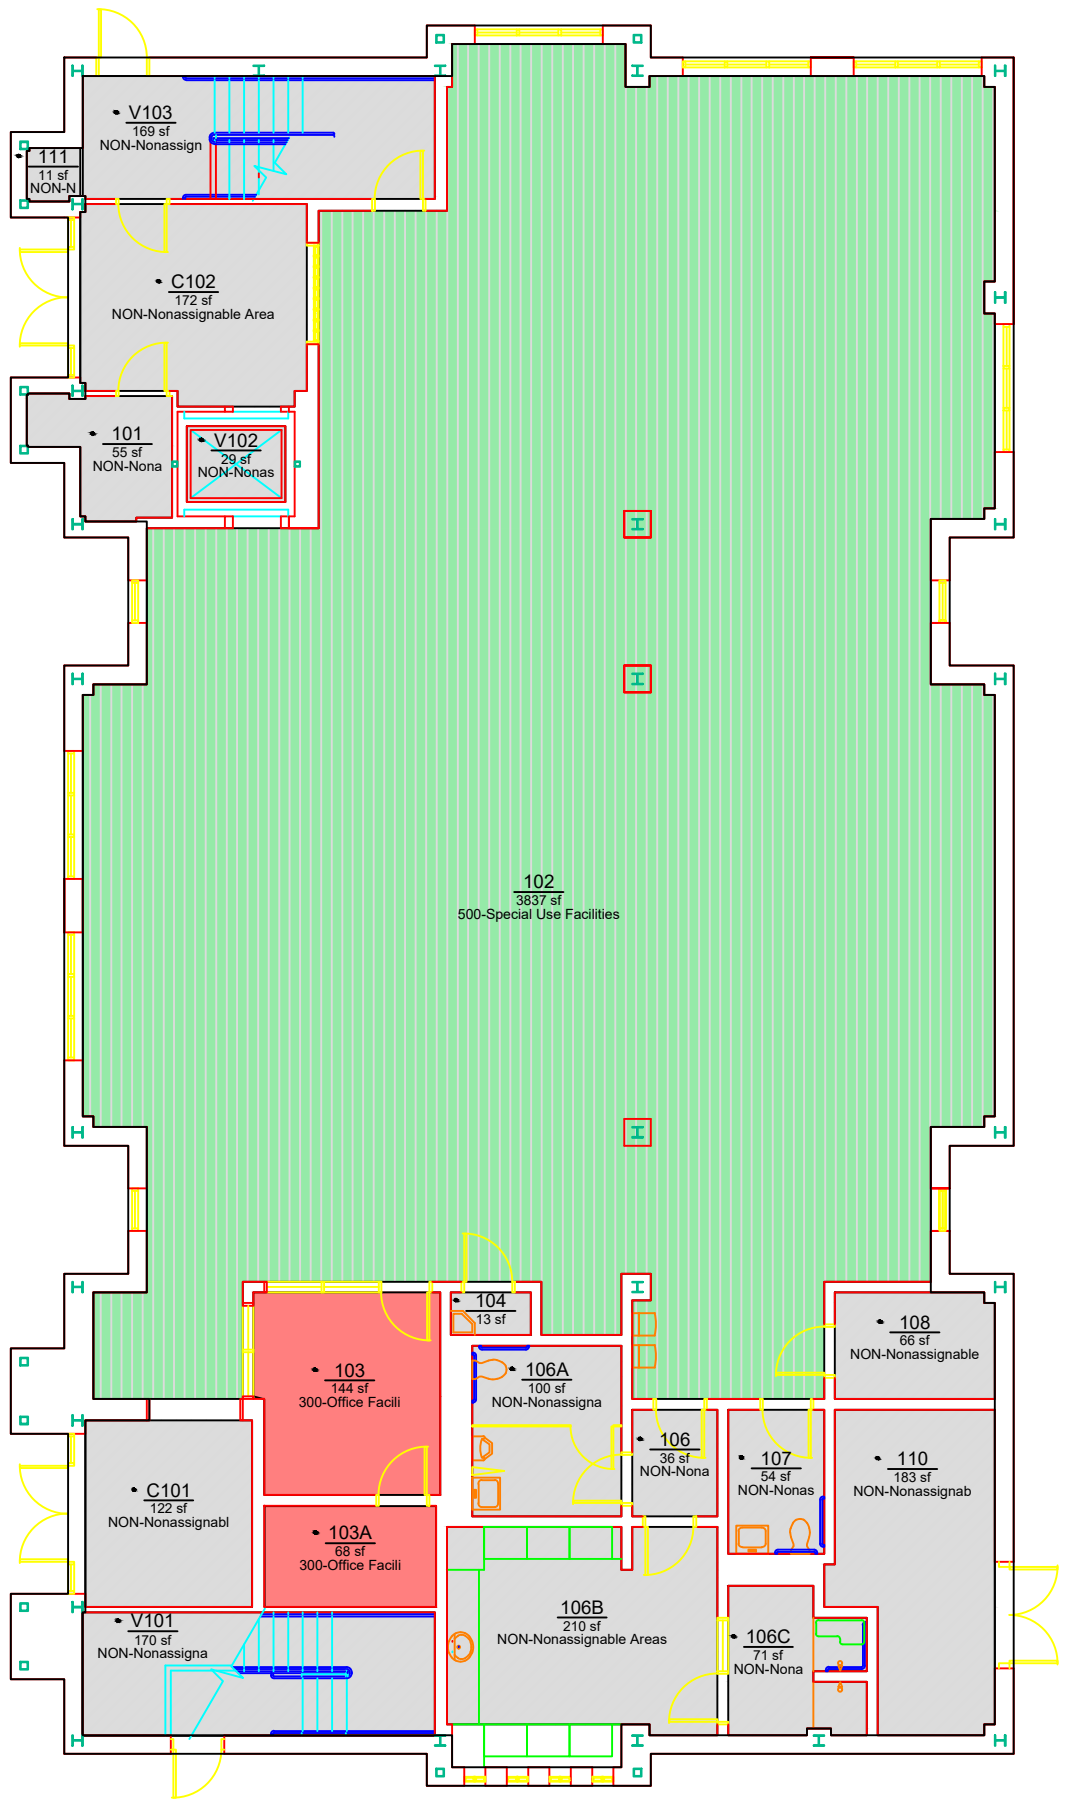 V103
169 sf
NON-Nonassign
111
11 sf
NON-N
C102
172 sf
NON-Nonassignable Area
101
55 sf
NON-Nona
V102
29 sf
NON-Nonas
102
3837 sf
500-Special Use Facilities
104
13 sf
108
66 sf
NON-Nonassignable
103
144 sf
300-Office Facili
106A
100 sf
NON-Nonassigna
106
36 sf
NON-Nona
107
54 sf
NON-Nonas
110
183 sf
NON-Nonassignab
C101
122 sf
NON-Nonassignabl
103A
68 sf
300-Office Facili
V101
170 sf
NON-Nonassigna
106B
210 sf
NON-Nonassignable Areas
106C
71 sf
NON-Nona